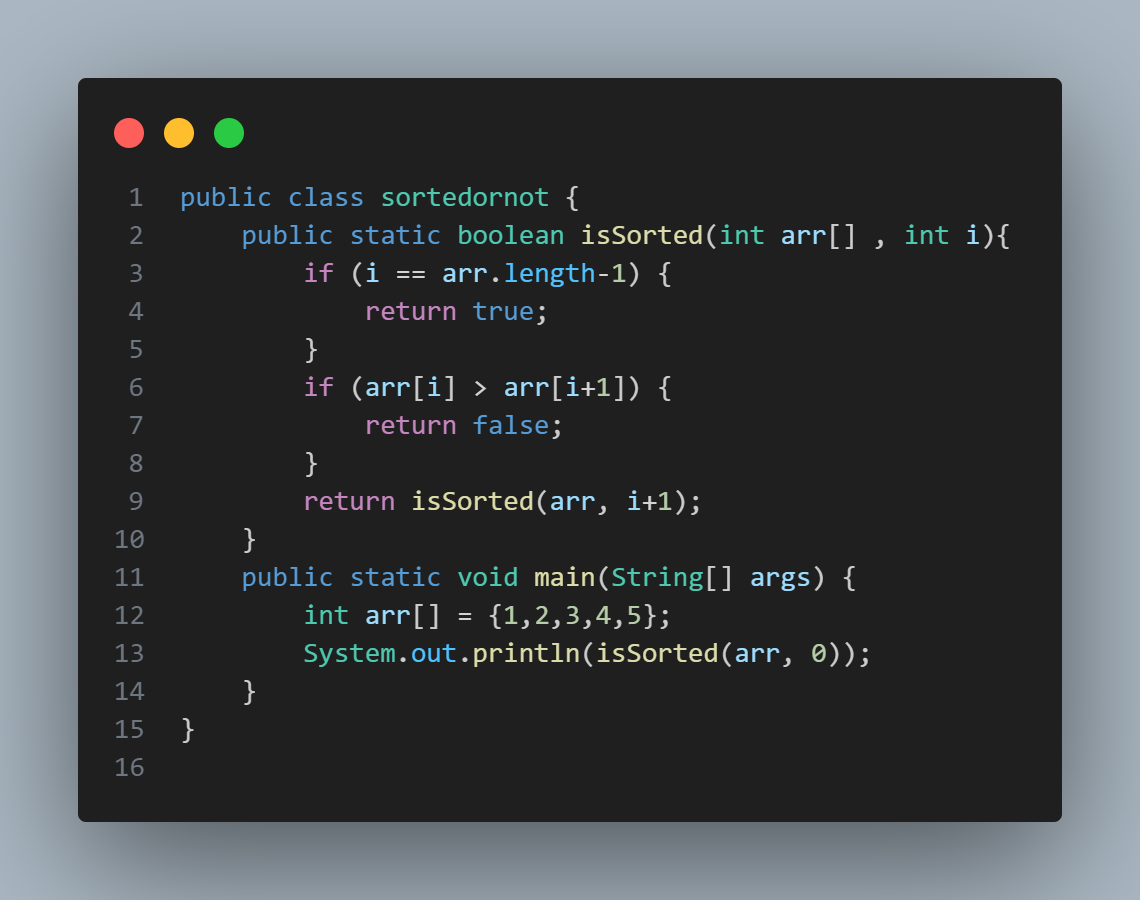 1 public class sortedornot {
2     public static boolean isSorted(int arr[] , int i){
3         if (i == arr.length-1) {
4             return true;
5         }
6         if (arr[i] > arr[i+1]) {
7             return false;
8         }
9         return isSorted(arr, i+1);
10     }
11     public static void main(String[] args) {
12         int arr[] = {1,2,3,4,5};
13         System.out.println(isSorted(arr, 0));
14     }
15 }
16